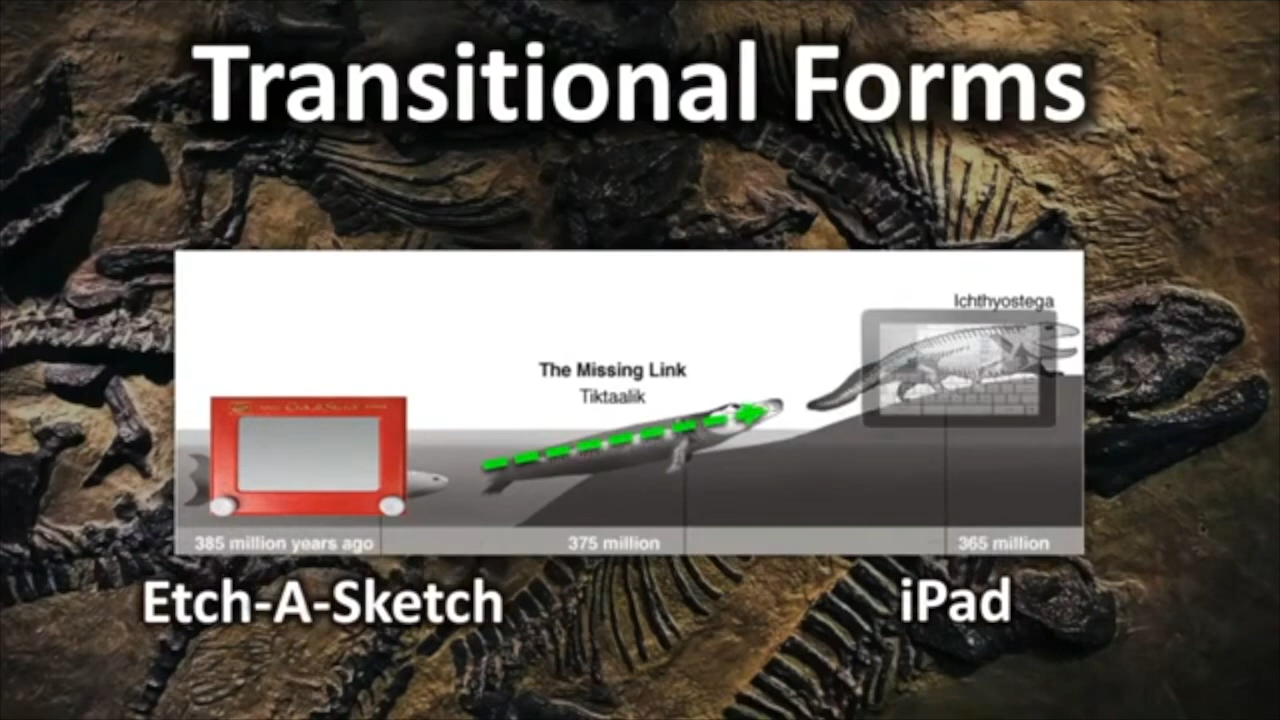 Transitional Forms
Ichthyostega
The Missing Link
Tiktaalik
385 million years ago
375 million
365 million
Etch-A-Sketch
iPad